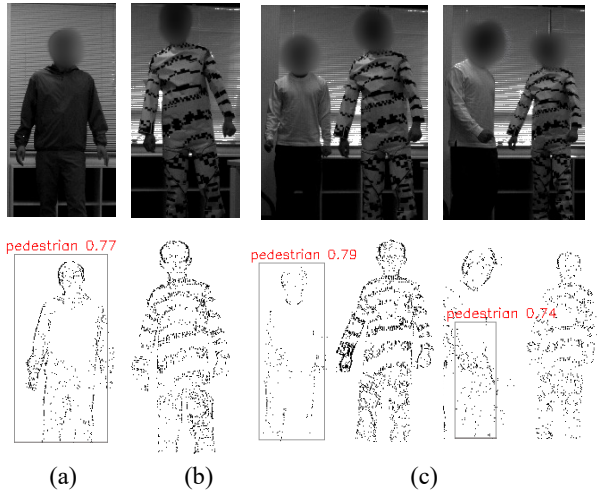 pedestrian 0.77
pedestrian 0.79
pedestrian 0.74
(a)
(b)
(c)